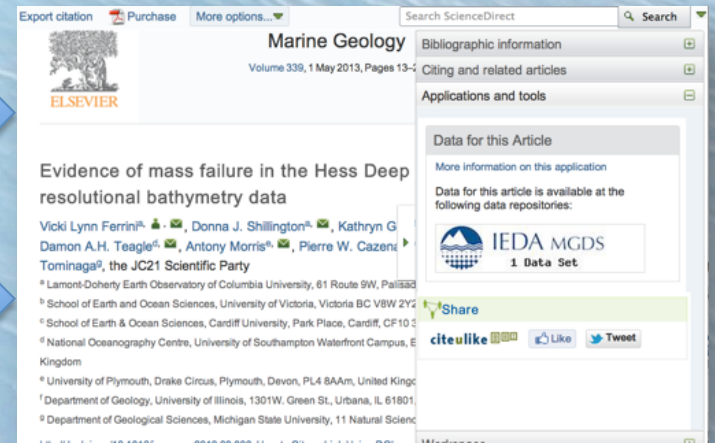 Export citation Purchase More options... Search ScienceDirect Search
ELSEVIER
Marine Geology
Volume 339, 1 May 2013, Pages 13–2
Evidence of mass failure in the Hess Deep
resolutional bathymetry data
Vicki Lynn Ferrini a, , Donna J. Shillington a, , Kathryn G
Damon A.H. Teagle d, , Antony Morris e, , Pierre W. Cazena
Tominaga g, the JC21 Scientific Party
a Lamont-Doherty Earth Observatory of Columbia University, 61 Route 9W, Palisad
b School of Earth and Ocean Sciences, University of Victoria, Victoria BC V8W 2Y2
c School of Earth & Ocean Sciences, Cardiff University, Park Place, Cardiff, CF10 3
d National Oceanography Centre, University of Southampton Waterfront Campus, E
Kingdom
e University of Plymouth, Drake Circus, Plymouth, Devon, PL4 8AAm, United Kingd
f Department of Geology, University of Illinois, 1301W. Green St., Urbana, IL 61801
g Department of Geological Sciences, Michigan State University, 11 Natural Scienc
Bibliographic information
Citing and related articles
Applications and tools
Data for this Article
More information on this application
Data for this article is available at the
following data repositories:
IEDA MGDS
1 Data Set
Share
citeulike Like Tweet